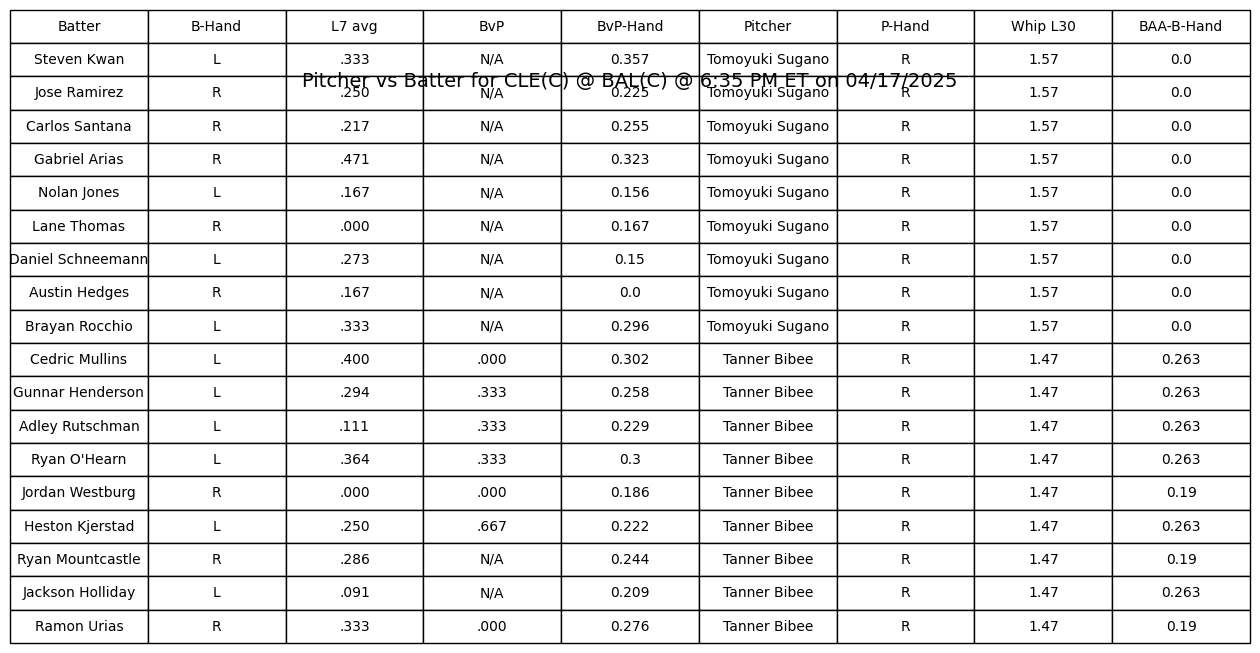 Batter B-Hand L7 avg BvP BvP-Hand Pitcher P-Hand Whip L30 BAA-B-Hand
Steven Kwan L .333 N/A 0.357 Tomoyuki Sugano R 1.57 0.0
Pitcher vs Batter for CLE(C) @ BAL(C) @ 6:35 PM ET on 04/17/2025
Jose Ramirez R .250 N/A 0.225 Tomoyuki Sugano R 1.57 0.0
Carlos Santana R .217 N/A 0.255 Tomoyuki Sugano R 1.57 0.0
Gabriel Arias R .471 N/A 0.323 Tomoyuki Sugano R 1.57 0.0
Nolan Jones L .167 N/A 0.156 Tomoyuki Sugano R 1.57 0.0
Lane Thomas R .000 N/A 0.167 Tomoyuki Sugano R 1.57 0.0
Daniel Schneemann L .273 N/A 0.15 Tomoyuki Sugano R 1.57 0.0
Austin Hedges R .167 N/A 0.0 Tomoyuki Sugano R 1.57 0.0
Brayan Rocchio L .333 N/A 0.296 Tomoyuki Sugano R 1.57 0.0
Cedric Mullins L .400 .000 0.302 Tanner Bibee R 1.47 0.263
Gunnar Henderson L .294 .333 0.258 Tanner Bibee R 1.47 0.263
Adley Rutschman L .111 .333 0.229 Tanner Bibee R 1.47 0.263
Ryan O'Hearn L .364 .333 0.3 Tanner Bibee R 1.47 0.263
Jordan Westburg R .000 .000 0.186 Tanner Bibee R 1.47 0.19
Heston Kjerstad L .250 .667 0.222 Tanner Bibee R 1.47 0.263
Ryan Mountcastle R .286 N/A 0.244 Tanner Bibee R 1.47 0.19
Jackson Holliday L .091 N/A 0.209 Tanner Bibee R 1.47 0.263
Ramon Urias R .333 .000 0.276 Tanner Bibee R 1.47 0.19